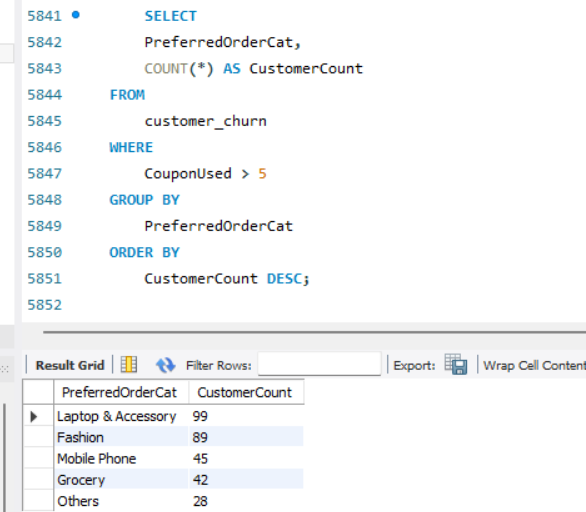 5841 SELECT
5842 PreferredOrderCat,
5843 COUNT(*) AS CustomerCount
5844 FROM
5845 customer_churn
5846 WHERE
5847 CouponUsed > 5
5848 GROUP BY
5849 PreferredOrderCat
5850 ORDER BY
5851 CustomerCount DESC;
5852
Result Grid Filter Rows: Export: Wrap Cell Content
PreferredOrderCat CustomerCount
Laptop & Accessory 99
Fashion 89
Mobile Phone 45
Grocery 42
Others 28